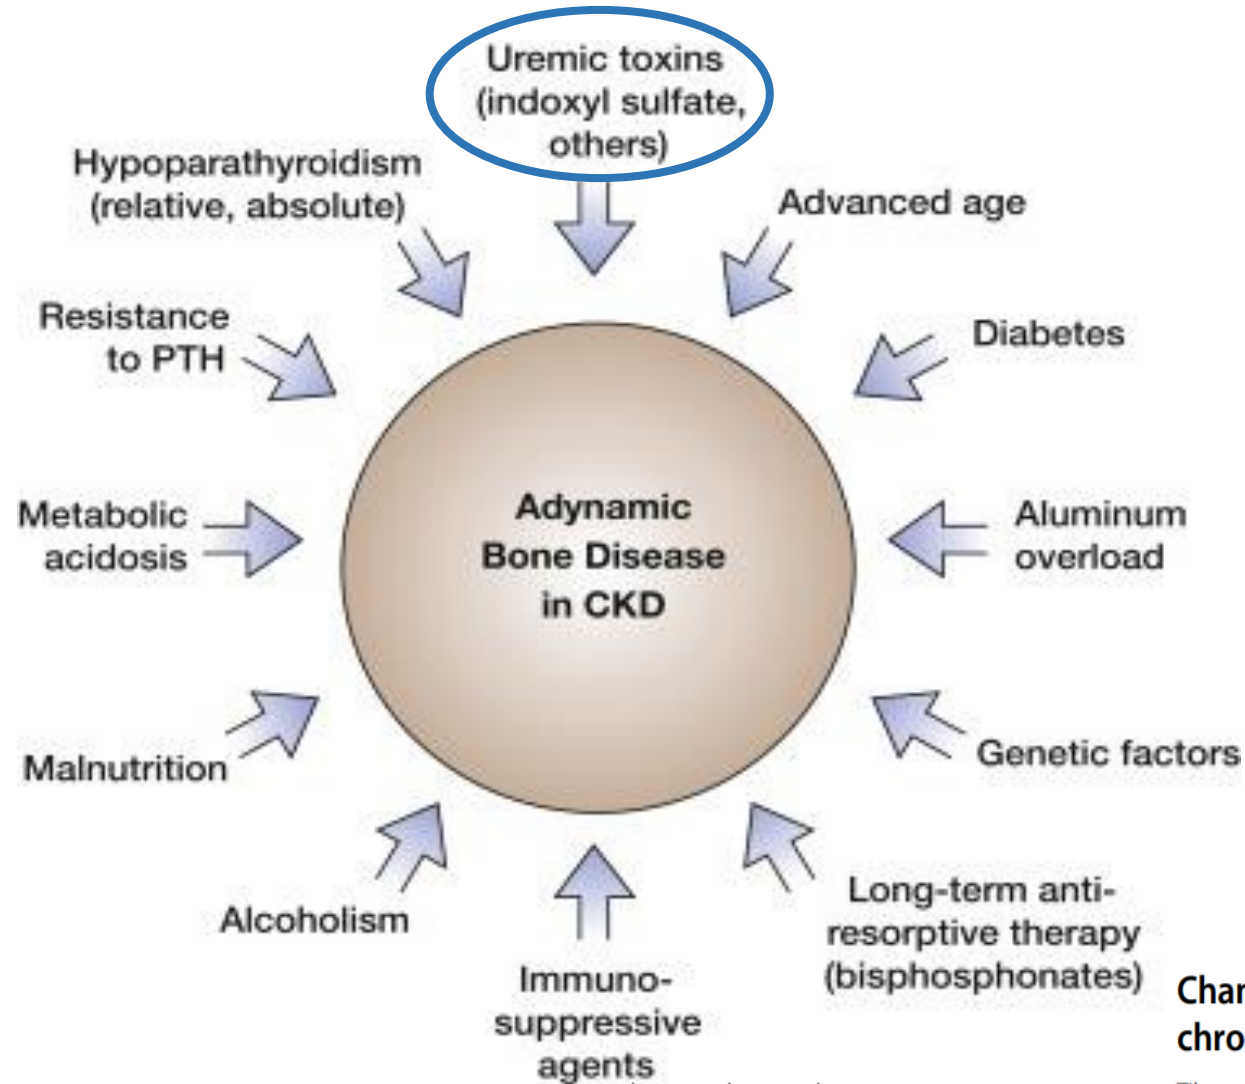 Uremic toxins
(indoxyl sulfate,
others)
Hypoparathyroidism
(relative, absolute)
Advanced age
Resistance
to PTH
Diabetes
Metabolic
acidosis
Adynamic
Bone Disease
in CKD
Aluminum
overload
Malnutrition
Genetic factors
Alcoholism
Long-term anti-
resorptive therapy
(bisphosphonates)
Immuno-
suppressive
agents